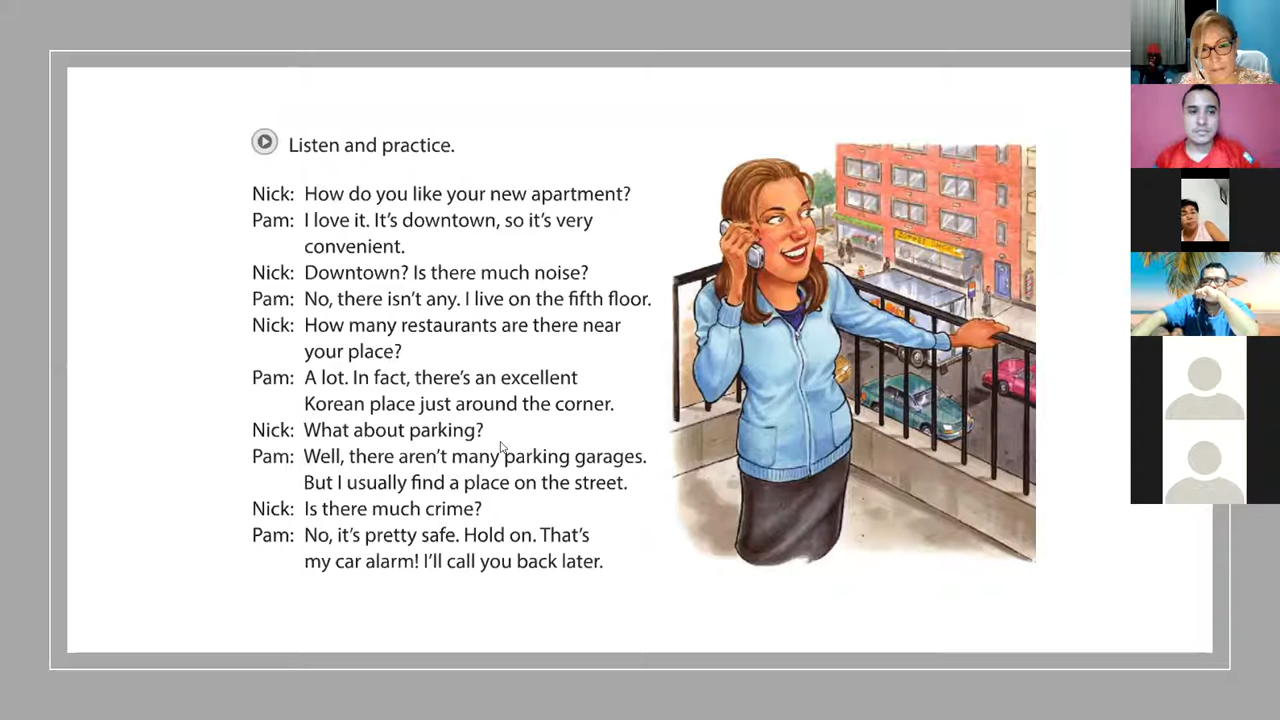 Listen and practice.
Nick: How do you like your new apartment?
Pam: I love it. It's downtown, so it's very
convenient.
Nick: Downtown? Is there much noise?
Pam: No, there isn't any. I live on the fifth floor.
Nick: How many restaurants are there near
your place?
Pam: A lot. In fact, there's an excellent
Korean place just around the corner.
Nick: What about parking?
Pam: Well, there aren't many parking garages.
But I usually find a place on the street.
Nick: Is there much crime?
Pam: No, it's pretty safe. Hold on. That's
my car alarm! I'll call you back later.